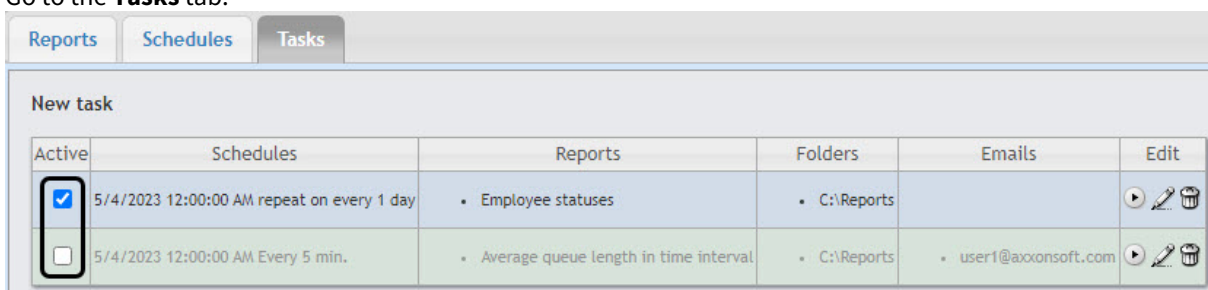 Go to the Tasks tab.
Reports Schedules Tasks
New task
Active Schedules Reports Folders Emails Edit
5/4/2023 12:00:00 AM repeat on every 1 day • Employee statuses • C:\Reports
5/4/2023 12:00:00 AM Every 5 min. • Average queue length in time interval • C:\Reports • user1@axxonsoft.com